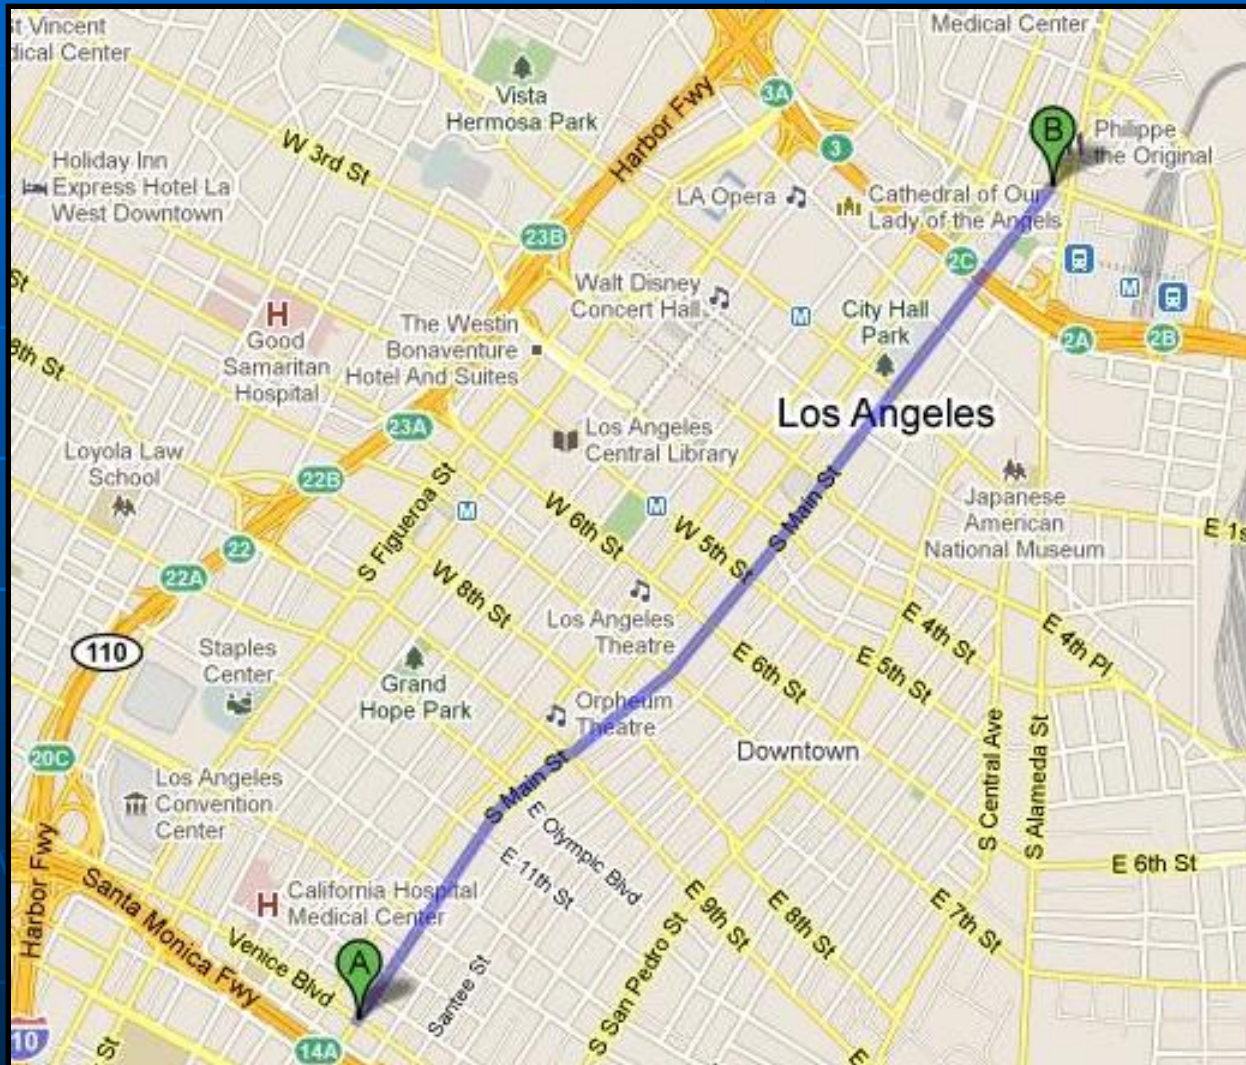 St Vincent
Medical Center
Medical Center
Vista
Hermosa Park
Harbor Fwy
3A
B
Philippe
the Original
W 3rd St
3
Holiday Inn
Express Hotel La
West Downtown
LA Opera
Cathedral of Our
Lady of the Angels
23B
2C
St
Walt Disney
Concert Hall
M
M
City Hall
Park
H
Good
Samaritan
Hospital
The Westin
Bonaventure
Hotel And Suites
2A
2B
8th St
Los Angeles
23A
Los Angeles
Central Library
Loyola Law
School
22B
S Figueroa St
M
M
W 6th St
W 5th St
S Main St
Japanese
American
National Museum
E 1s
22
22A
W 8th St
Los Angeles
Theatre
E 4th St
E 4th Pl
110
Staples
Center
Grand
Hope Park
E 6th St
E 5th St
Orpheum
Theatre
Downtown
20C
Los Angeles
Convention
Center
S Main St
S Central Ave
S Alameda St
E Olympic Blvd
E 11th St
E 6th St
Harbor Fwy
Santa Monica Fwy
H
California Hospital
Medical Center
E 9th St
E 8th St
E 7th St
Venice Blvd
A
Santee St
S San Pedro St
10
St
14A
E